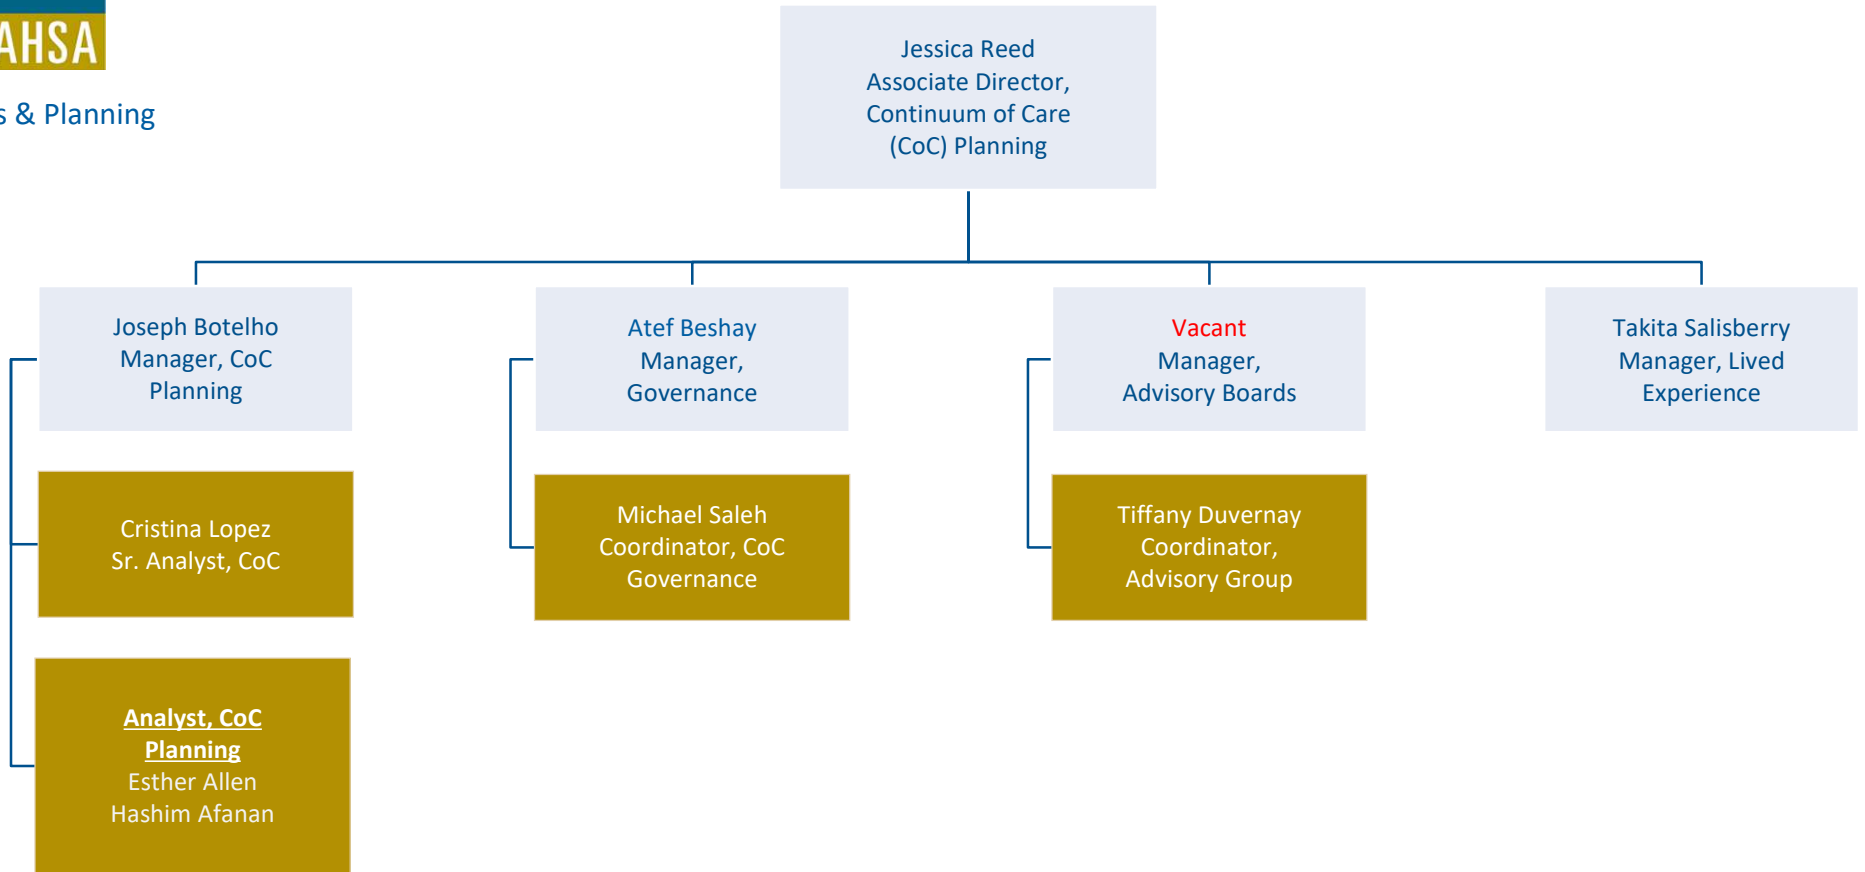 AHSA
s & Planning
Jessica Reed
Associate Director,
Continuum of Care
(CoC) Planning
Joseph Botelho
Manager, CoC
Planning
Atef Beshay
Manager,
Governance
Vacant
Manager,
Advisory Boards
Takita Salisberry
Manager, Lived
Experience
Cristina Lopez
Sr. Analyst, CoC
Michael Saleh
Coordinator, CoC
Governance
Tiffany Duvernay
Coordinator,
Advisory Group
Analyst, CoC
Planning
Esther Allen
Hashim Afanan